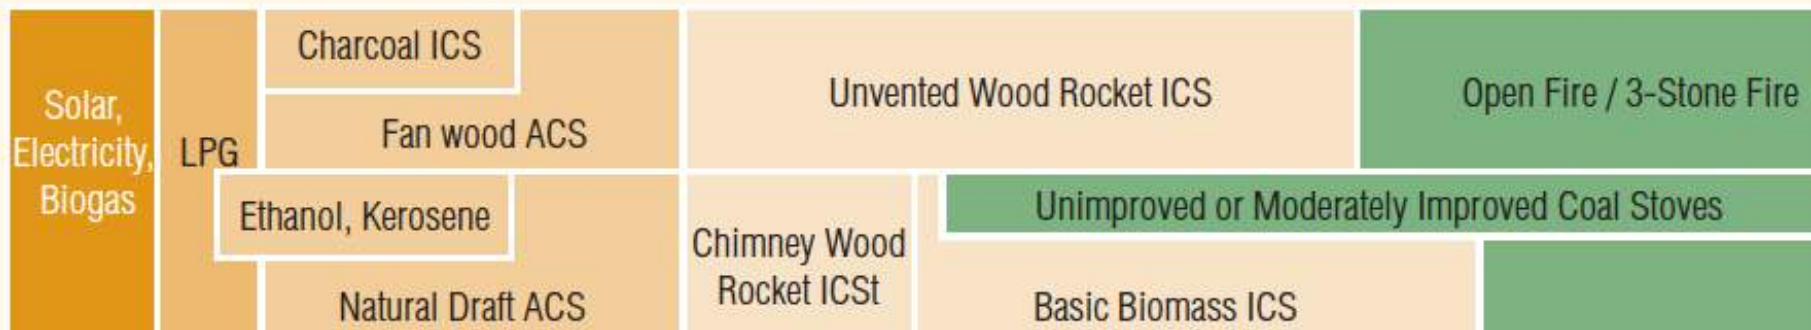 Solar,
Electricity,
Biogas
LPG
Charcoal ICS
Fan wood ACS
Ethanol, Kerosene
Natural Draft ACS
Unvented Wood Rocket ICS
Chimney Wood
Rocket ICSt
Open Fire / 3-Stone Fire
Unimproved or Moderately Improved Coal Stoves
Basic Biomass ICS